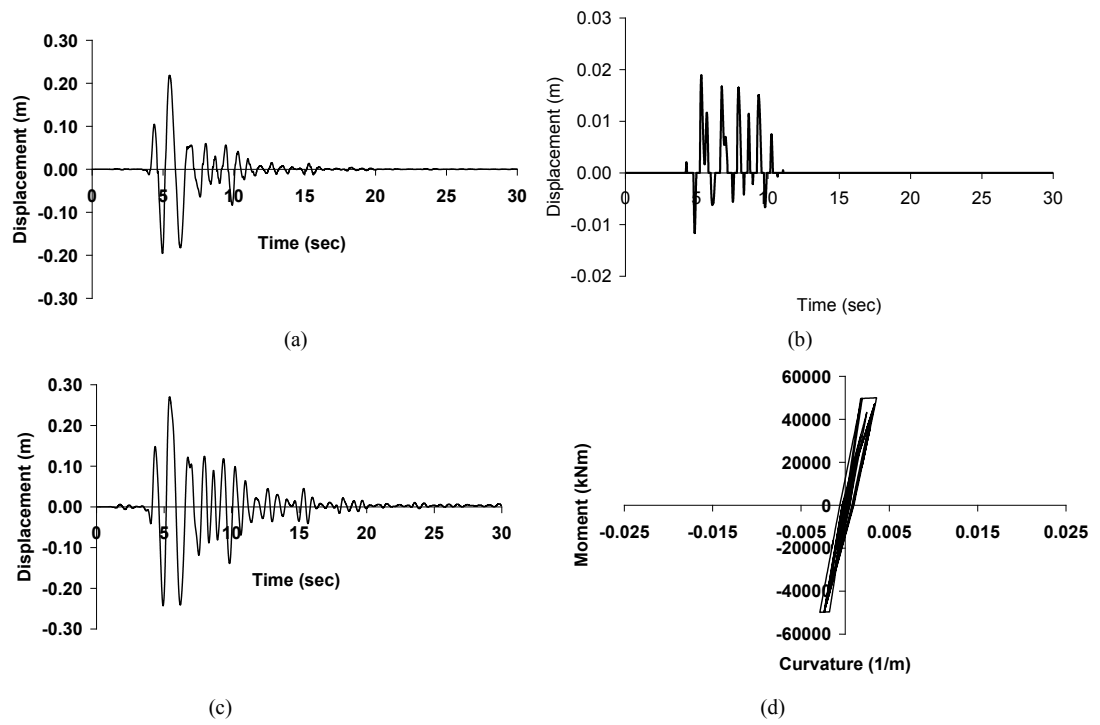 0.30
0.20
0.10
0.00
-0.10
-0.20
-0.30
0 5 10 15 20 25 30
Displacement (m)
Time (sec)
(a)
0.03
0.02
0.01
0.00
-0.01
-0.02
0 5 10 15 20 25 30
Displacement (m)
Time (sec)
(b)
0.30
0.20
0.10
0.00
-0.10
-0.20
-0.30
0 5 10 15 20 25 30
Displacement (m)
Time (sec)
(c)
60000
40000
20000
0
-20000
-40000
-60000
-0.025 -0.015 -0.005 0.005 0.015 0.025
Moment (kNm)
Curvature (1/m)
(d)